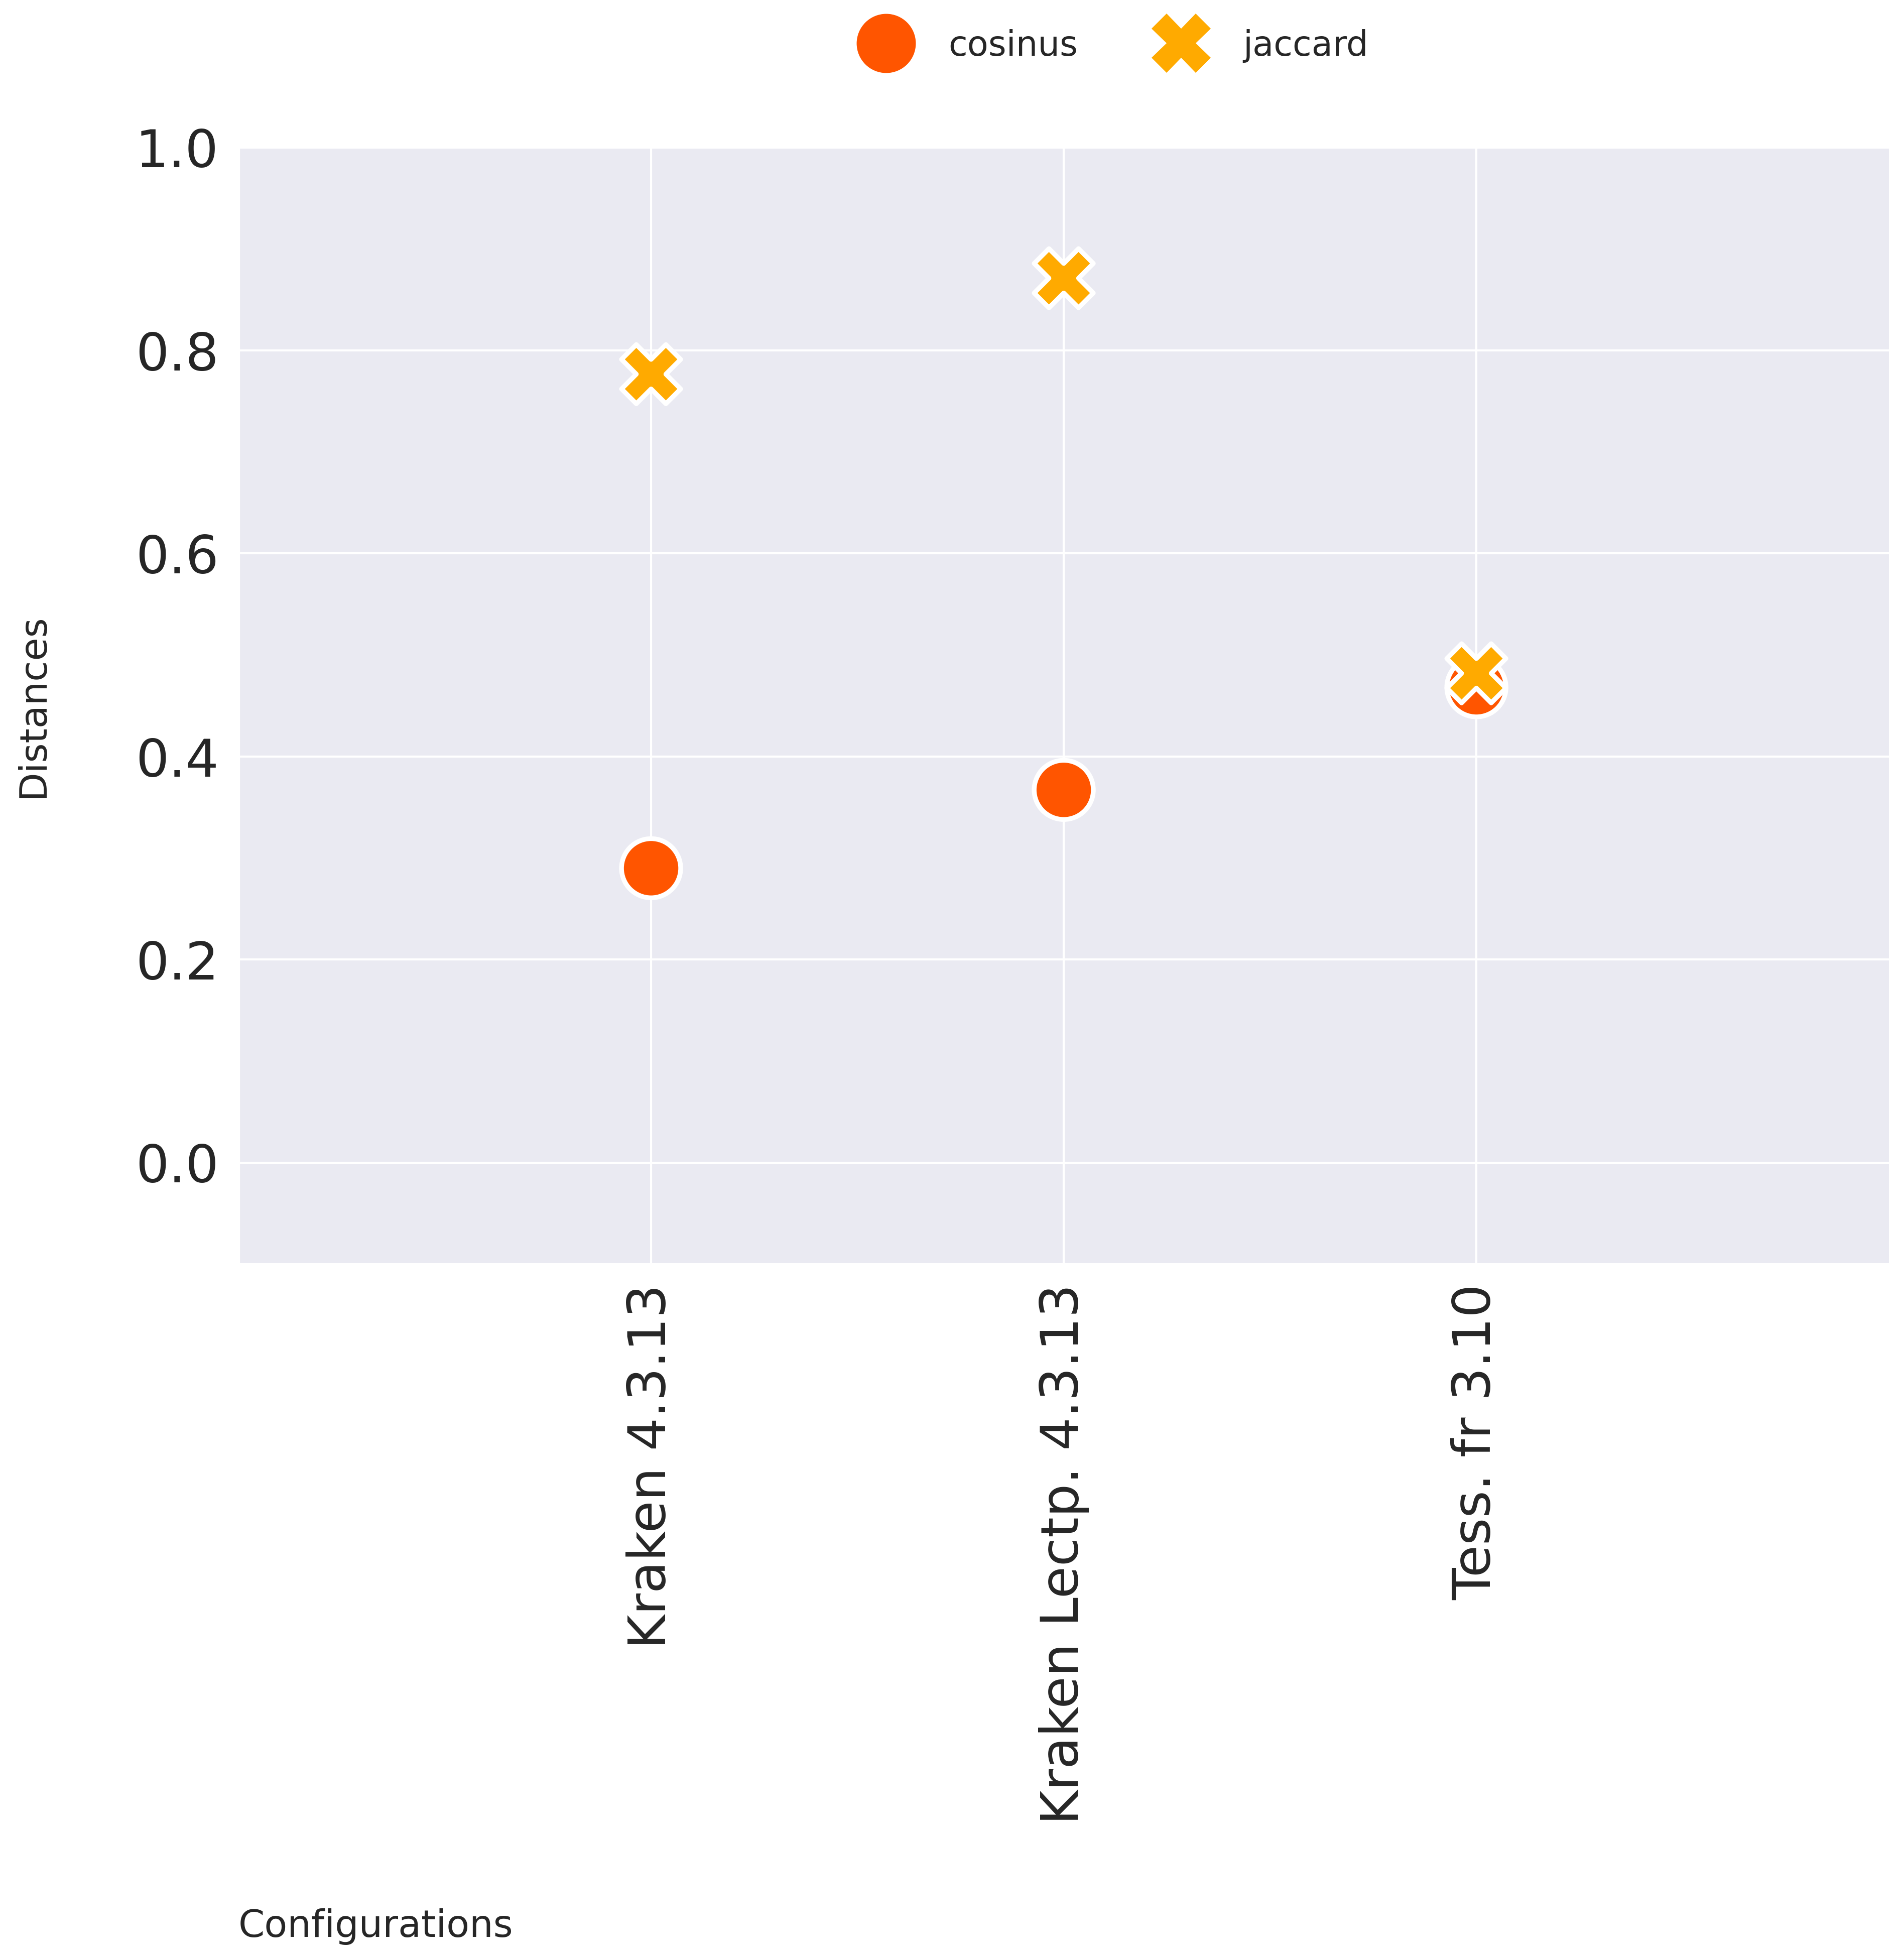 cosinus jaccard
1.0
0.8
0.6
0.4
0.2
0.0
Distances
Kraken 4.3.13
Kraken Lectp. 4.3.13
Tess. fr 3.10
Configurations